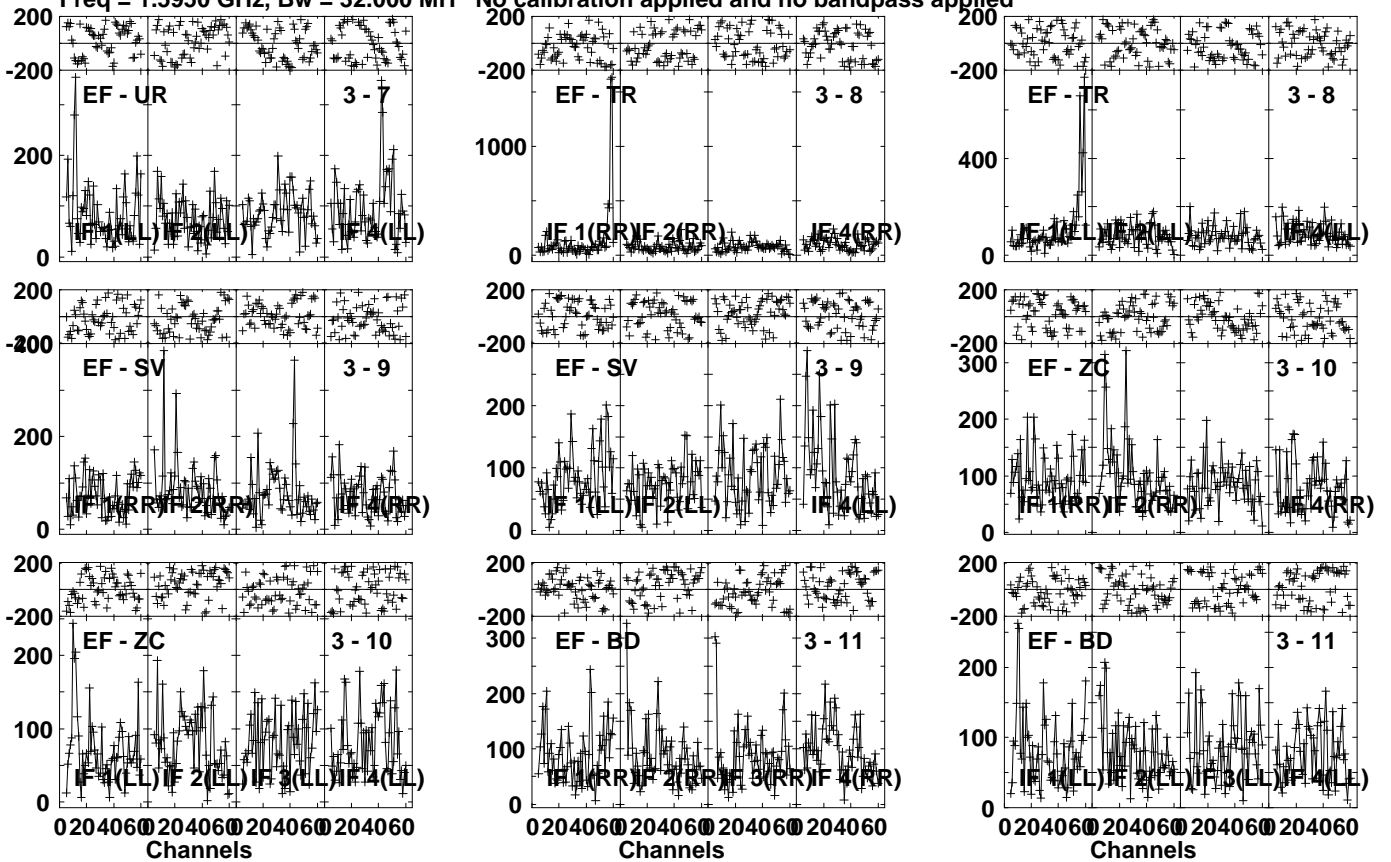 Freq = 1.5950 GHz, Bw = 32.000 MH No calibration applied and no bandpass applied
200 200 200
-200 -200 -200
EF - UR 3 - 7 EF - TR 3 - 8 EF - TR 3 - 8
200 1000 400
IF 1(LL) IF 2(LL) IF 4(LL) IF 1(RR) IF 2(RR) IF 4(RR) IF 1(LL) IF 2(LL) IF 4(LL)
0 0 0
200 200 200
-200 -200 -200
400 300
EF - SV 3 - 9 EF - SV 3 - 9 EF - ZC 3 - 10
200 200 200
100 100
IF 1(RR) IF 2(RR) IF 4(RR) IF 1(LL) IF 2(LL) IF 4(LL) IF 1(RR) IF 2(RR) IF 4(RR)
0 0 0
200 200 200
-200 -200 -200
EF - ZC 3 - 10 EF - BD 3 - 11 EF - BD 3 - 11
200 300 200
200
100 100 100
IF 1(LL) IF 2(LL) IF 3(LL) IF 4(LL) IF 1(RR) IF 2(RR) IF 3(RR) IF 4(RR) IF 1(LL) IF 2(LL) IF 3(LL) IF 4(LL)
0 0 0
0 20 40 60 0 20 40 60 0 20 40 60 0 20 40 60 0 20 40 60 0 20 40 60 0 20 40 60 0 20 40 60 0 20 40 60 0 20 40 60 0 20 40 60 0 20 40 60
Channels Channels Channels